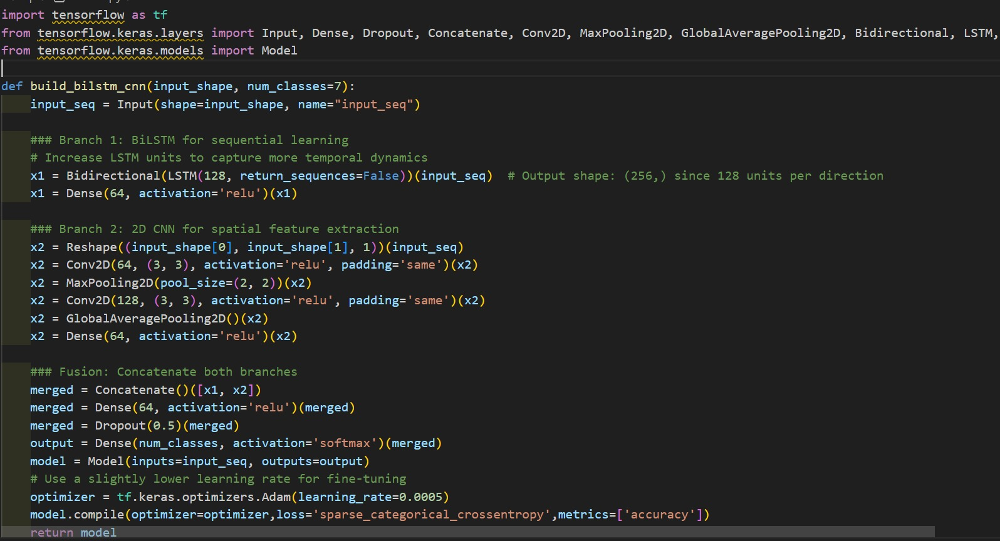 import tensorflow as tf
from tensorflow.keras.layers import Input, Dense, Dropout, Concatenate, Conv2D, MaxPooling2D, GlobalAveragePooling2D, Bidirectional, LSTM,
from tensorflow.keras.models import Model
def build_bilstm_cnn(input_shape, num_classes=7):
    input_seq = Input(shape=input_shape, name="input_seq")
    ### Branch 1: BiLSTM for sequential learning
    # Increase LSTM units to capture more temporal dynamics
    x1 = Bidirectional(LSTM(128, return_sequences=False))(input_seq)  # Output shape: (256,) since 128 units per direction
    x1 = Dense(64, activation='relu')(x1)
    ### Branch 2: 2D CNN for spatial feature extraction
    x2 = Reshape((input_shape[0], input_shape[1], 1))(input_seq)
    x2 = Conv2D(64, (3, 3), activation='relu', padding='same')(x2)
    x2 = MaxPooling2D(pool_size=(2, 2))(x2)
    x2 = Conv2D(128, (3, 3), activation='relu', padding='same')(x2)
    x2 = GlobalAveragePooling2D()(x2)
    x2 = Dense(64, activation='relu')(x2)
    ### Fusion: Concatenate both branches
    merged = Concatenate()([x1, x2])
    merged = Dense(64, activation='relu')(merged)
    merged = Dropout(0.5)(merged)
    output = Dense(num_classes, activation='softmax')(merged)
    model = Model(inputs=input_seq, outputs=output)
    # Use a slightly lower learning rate for fine-tuning
    optimizer = tf.keras.optimizers.Adam(learning_rate=0.0005)
    model.compile(optimizer=optimizer,loss='sparse_categorical_crossentropy',metrics=['accuracy'])
    return model